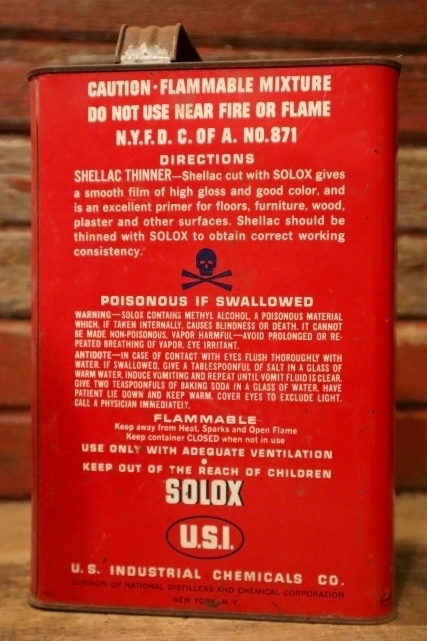 CAUTION·FLAMMABLE MIXTURE
DO NOT USE NEAR FIRE OR FLAME
N.Y.F.D. C. OF A. NO.871
DIRECTIONS
SHELLAC THINNER—Shellac cut with SOLOX gives
a smooth film of high gloss and good color, and
is an excellent primer for floors, furniture, wood,
plaster and other surfaces. Shellac should be
thinned with SOLOX to obtain correct working
consistency.
POISONOUS IF SWALLOWED
WARNING—SOLOX CONTAINS METHYL ALCOHOL, A POISONOUS MATERIAL
WHICH, IF TAKEN INTERNALLY, CAUSES BLINDNESS OR DEATH. IT CANNOT
BE MADE NON-POISONOUS. VAPOR HARMFUL—AVOID PROLONGED OR RE-
PEATED BREATHING OF VAPOR. EYE IRRITANT.
ANTIDOTE—IN CASE OF CONTACT WITH EYES FLUSH THOROUGHLY WITH
WATER. IF SWALLOWED, GIVE A TABLESPOONFUL OF SALT IN A GLASS OF
WARM WATER, INDUCE VOMITING AND REPEAT UNTIL VOMIT FLUID IS CLEAR.
GIVE TWO TEASPOONFULS OF BAKING SODA IN A GLASS OF WATER. HAVE
PATIENT LIE DOWN AND KEEP WARM. COVER EYES TO EXCLUDE LIGHT.
CALL A PHYSICIAN IMMEDIATELY.
FLAMMABLE
Keep away from Heat, Sparks and Open Flame
Keep container CLOSED when not in use
USE ONLY WITH ADEQUATE VENTILATION
KEEP OUT OF THE REACH OF CHILDREN
SOLOX
U.S.I.
U.S. INDUSTRIAL CHEMICALS CO.
DIVISION OF NATIONAL DISTILLERS AND CHEMICAL CORPORATION
NEW YORK, N.Y.